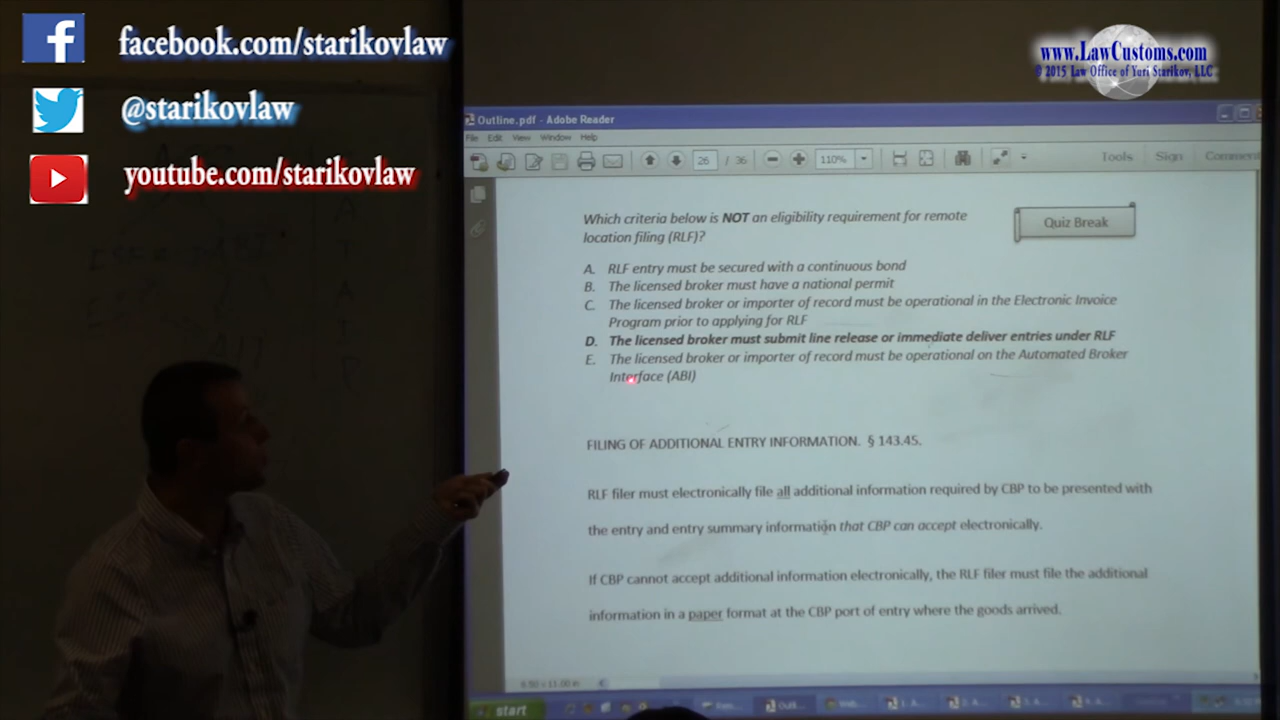 facebook.com/starikovlaw
@starikovlaw
youtube.com/starikovlaw
www.LawCustoms.com
© 2015 Law Office of Yuri Starikov, LLC
Outline.pdf - Adobe Reader
File Edit View Window Help
26 / 36 110% Tools Sign Comment
Which criteria below is NOT an eligibility requirement for remote
location filing (RLF)?
Quiz Break
A. RLF entry must be secured with a continuous bond
B. The licensed broker must have a national permit
C. The licensed broker or importer of record must be operational in the Electronic Invoice
Program prior to applying for RLF
D. The licensed broker must submit line release or immediate deliver entries under RLF
E. The licensed broker or importer of record must be operational on the Automated Broker
Interface (ABI)
FILING OF ADDITIONAL ENTRY INFORMATION. § 143.45.
RLF filer must electronically file all additional information required by CBP to be presented with
the entry and entry summary information that CBP can accept electronically.
If CBP cannot accept additional information electronically, the RLF filer must file the additional
information in a paper format at the CBP port of entry where the goods arrived.
8.50 x 11.00 in
start Outli...